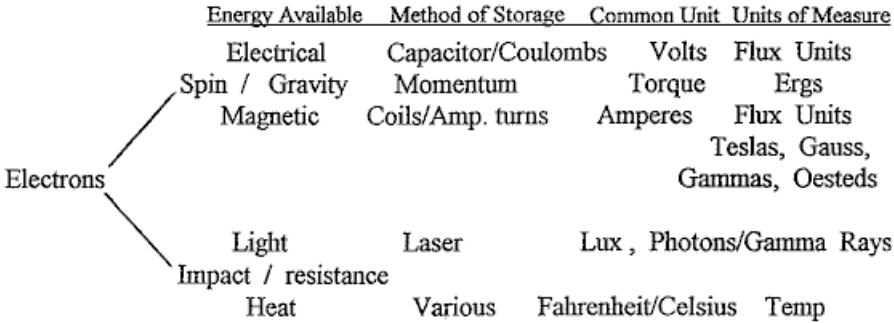 Energy Available Method of Storage Common Unit Units of Measure
Electrical Capacitor/Coulombs Volts Flux Units
Spin / Gravity Momentum Torque Ergs
Magnetic Coils/Amp. turns Amperes Flux Units
Teslas, Gauss,
Electrons
Gammas, Oesteds
Light Laser Lux , Photons/Gamma Rays
Impact / resistance
Heat Various Fahrenheit/Celsius Temp